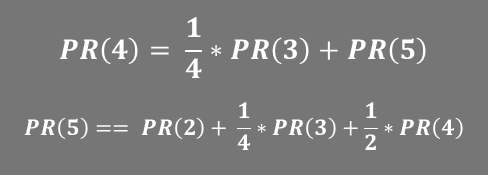 PR(4) = 1/4 * PR(3) + PR(5)
PR(5) == PR(2) + 1/4 * PR(3) + 1/2 * PR(4)